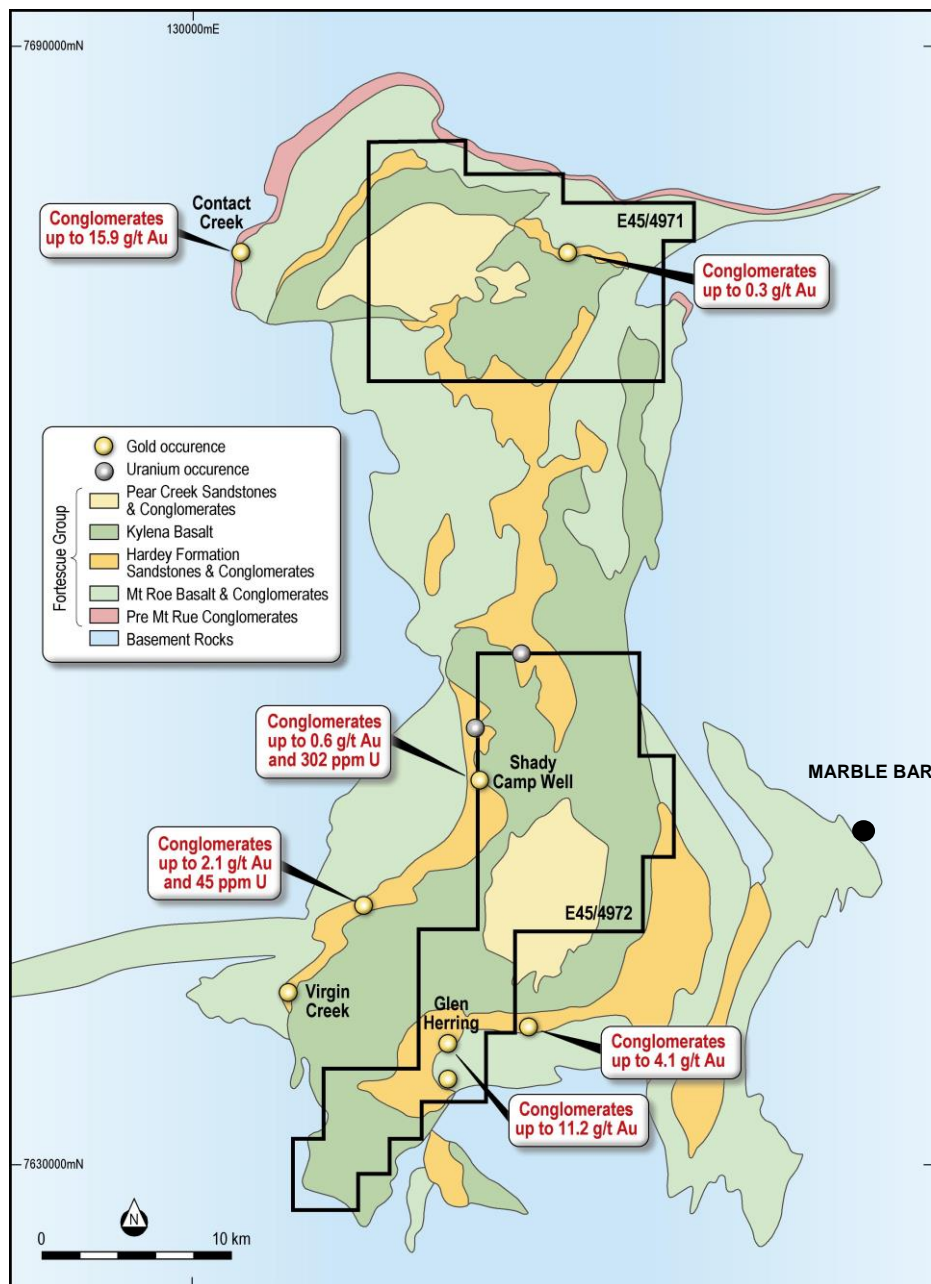 130000mE
7690000mN
Contact
Creek
Conglomerates
up to 15.9 g/t Au
E45/4971
Conglomerates
up to 0.3 g/t Au
Gold occurence
Uranium occurence
Fortescue Group
Pear Creek Sandstones
& Conglomerates
Kylena Basalt
Hardey Formation
Sandstones & Conglomerates
Mt Roe Basalt & Conglomerates
Pre Mt Rue Conglomerates
Basement Rocks
Conglomerates
up to 0.6 g/t Au
and 302 ppm U
Shady
Camp Well
MARBLE BAR
Conglomerates
up to 2.1 g/t Au
and 45 ppm U
E45/4972
Virgin
Creek
Glen
Herring
Conglomerates
up to 4.1 g/t Au
Conglomerates
up to 11.2 g/t Au
7630000mN
N
0 10 km